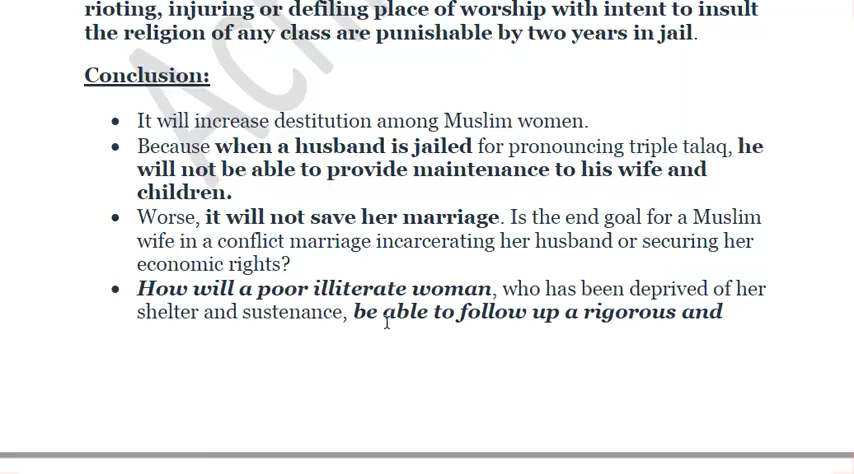 rioting, injuring or defiling place of worship with intent to insult
the religion of any class are punishable by two years in jail.
Conclusion:
• It will increase destitution among Muslim women.
• Because when a husband is jailed for pronouncing triple talaq, he
will not be able to provide maintenance to his wife and
children.
• Worse, it will not save her marriage. Is the end goal for a Muslim
wife in a conflict marriage incarcerating her husband or securing her
economic rights?
• How will a poor illiterate woman, who has been deprived of her
shelter and sustenance, be able to follow up a rigorous and